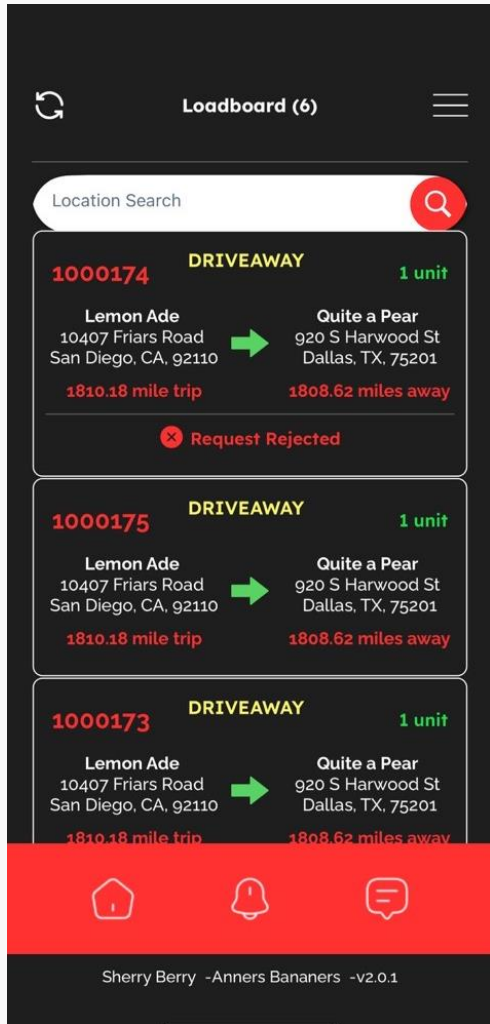 Loadboard (6)
Location Search
DRIVEAWAY
1000174
1 unit
Lemon Ade
10407 Friars Road
San Diego, CA, 92110
1810.18 mile trip
Quite a Pear
920 S Harwood St
Dallas, TX, 75201
1808.62 miles away
Request Rejected
DRIVEAWAY
1000175
1 unit
Lemon Ade
10407 Friars Road
San Diego, CA, 92110
1810.18 mile trip
Quite a Pear
920 S Harwood St
Dallas, TX, 75201
1808.62 miles away
DRIVEAWAY
1000173
1 unit
Lemon Ade
10407 Friars Road
San Diego, CA, 92110
1810.18 mile trip
Quite a Pear
920 S Harwood St
Dallas, TX, 75201
1808.62 miles away
Sherry Berry -Anners Bananers -v2.0.1